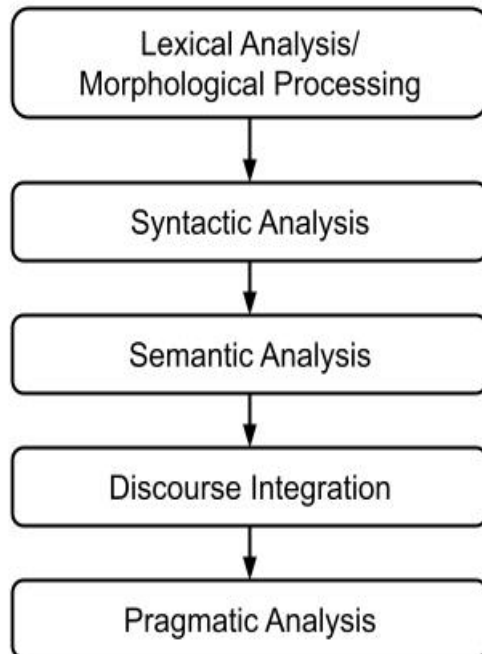 Lexical Analysis/
Morphological Processing
Syntactic Analysis
Semantic Analysis
Discourse Integration
Pragmatic Analysis